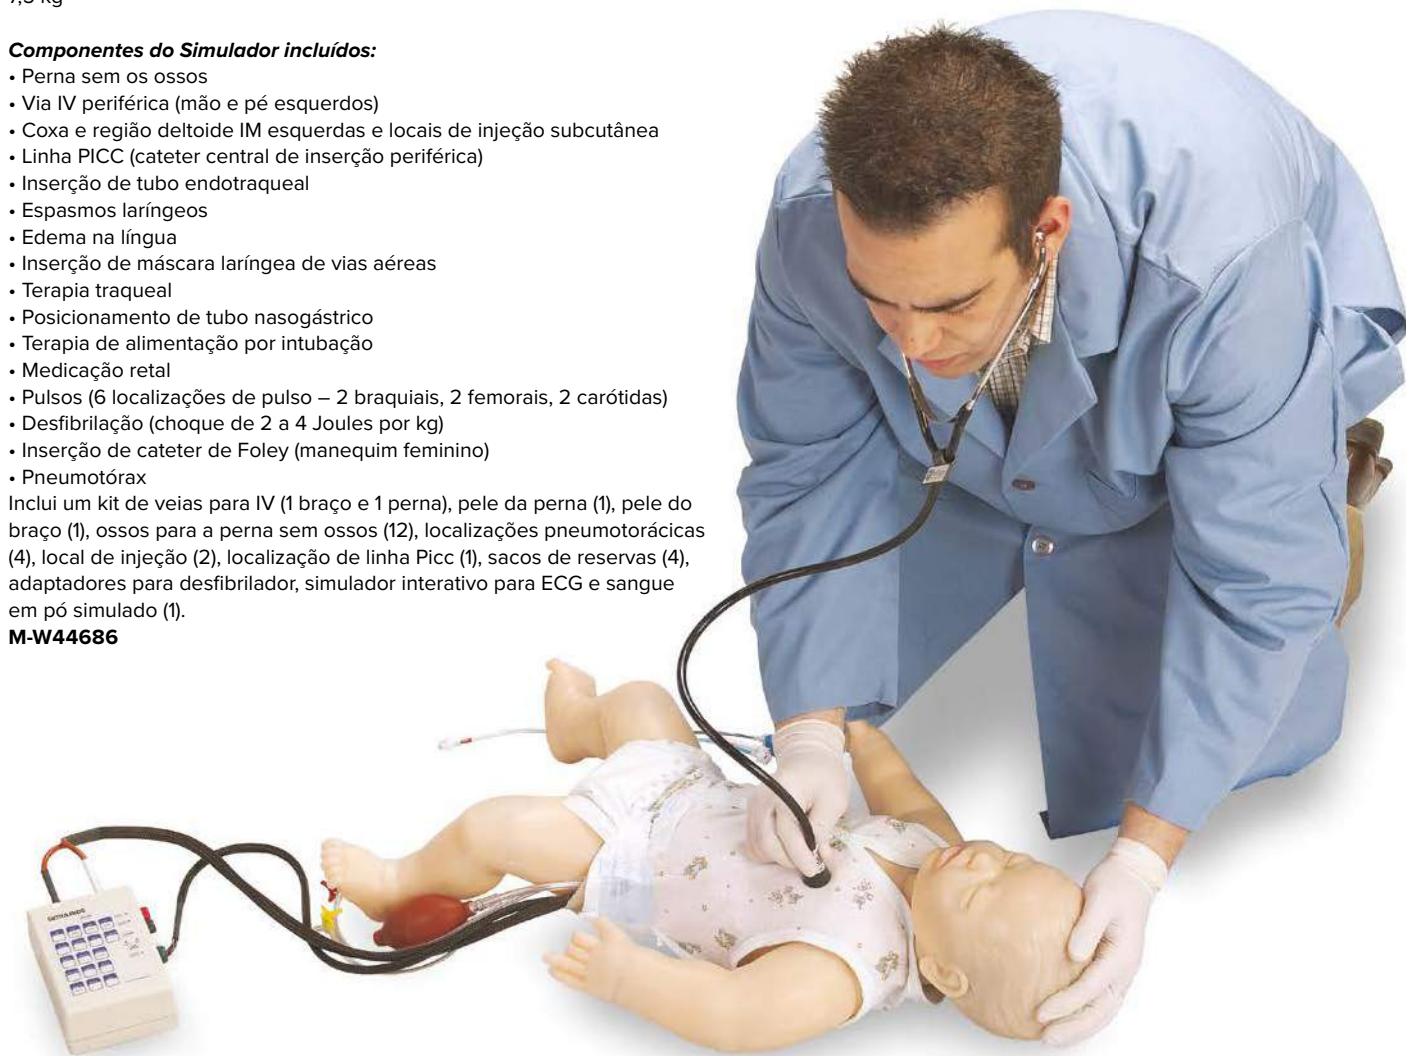 7,5 kg
Componentes do Simulador incluídos:
• Perna sem os ossos
• Via IV periférica (mão e pé esquerdos)
• Coxa e região deltoide IM esquerdas e locais de injeção subcutânea
• Linha PICC (cateter central de inserção periférica)
• Inserção de tubo endotraqueal
• Espasmos laríngeos
• Edema na língua
• Inserção de máscara laríngea de vias aéreas
• Terapia traqueal
• Posicionamento de tubo nasogástrico
• Terapia de alimentação por intubação
• Medicação retal
• Pulsos (6 localizações de pulso – 2 braquiais, 2 femorais, 2 carótidas)
• Desfibrilação (choque de 2 a 4 Joules por kg)
• Inserção de cateter de Foley (manequim feminino)
• Pneumotórax
Inclui um kit de veias para IV (1 braço e 1 perna), pele da perna (1), pele do
braço (1), ossos para a perna sem ossos (12), localizações pneumotorácicas
(4), local de injeção (2), localização de linha Picc (1), sacos de reservas (4),
adaptadores para desfibrilador, simulador interativo para ECG e sangue
em pó simulado (1).
M-W44686